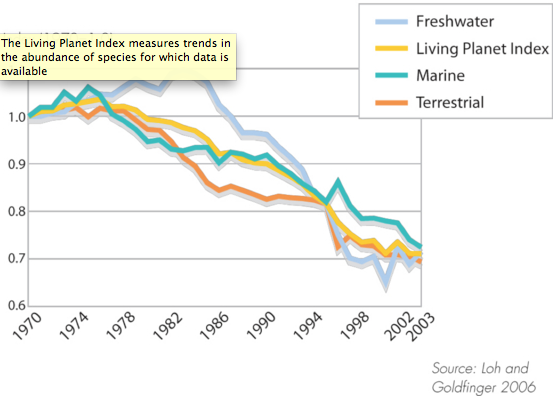 The Living Planet Index measures trends in
the abundance of species for which data is
available
Freshwater
Living Planet Index
Marine
Terrestrial
1.0
0.9
0.8
0.7
0.6
1970
1974
1978
1982
1986
1990
1994
1998
2002
2003
Source: Loh and
Goldfinger 2006